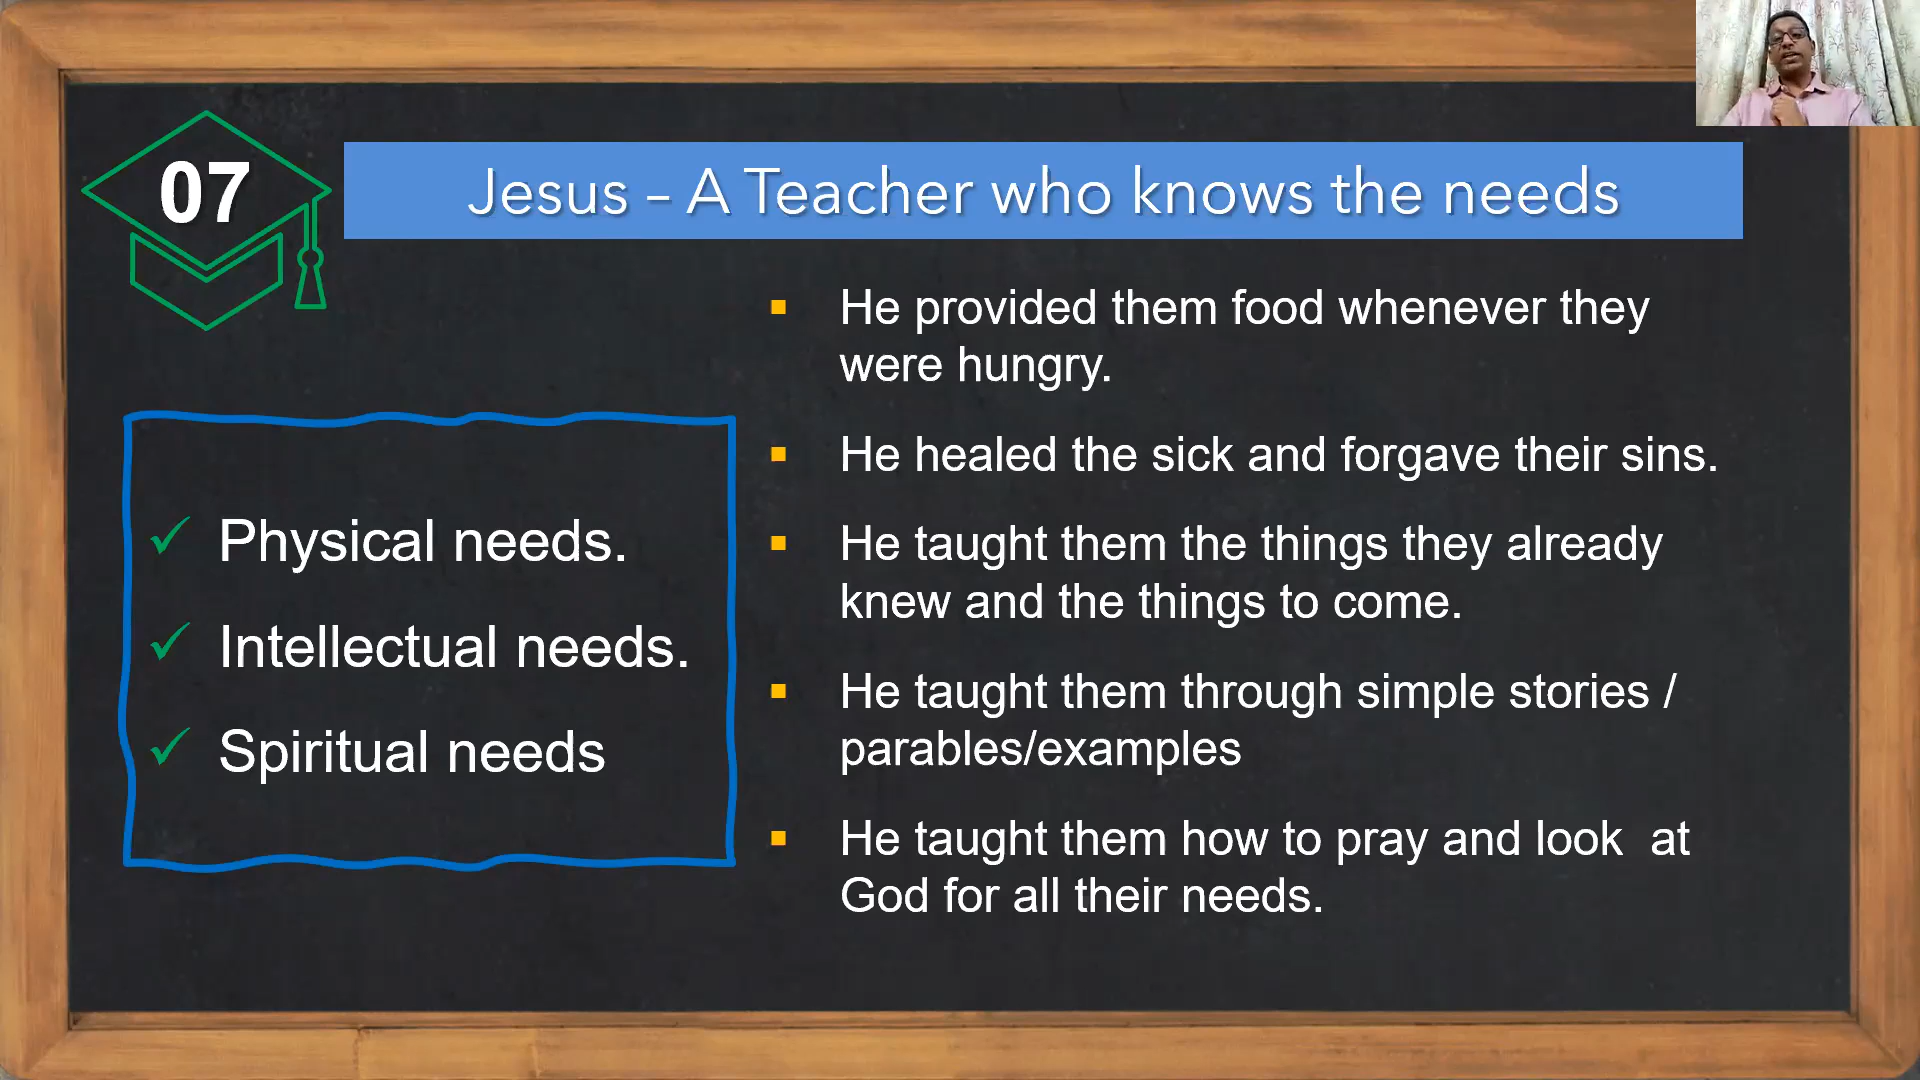 07
Jesus – A Teacher who knows the needs
Physical needs.
Intellectual needs.
Spiritual needs
He provided them food whenever they
were hungry.
He healed the sick and forgave their sins.
He taught them the things they already
knew and the things to come.
He taught them through simple stories /
parables/examples
He taught them how to pray and look  at
God for all their needs.